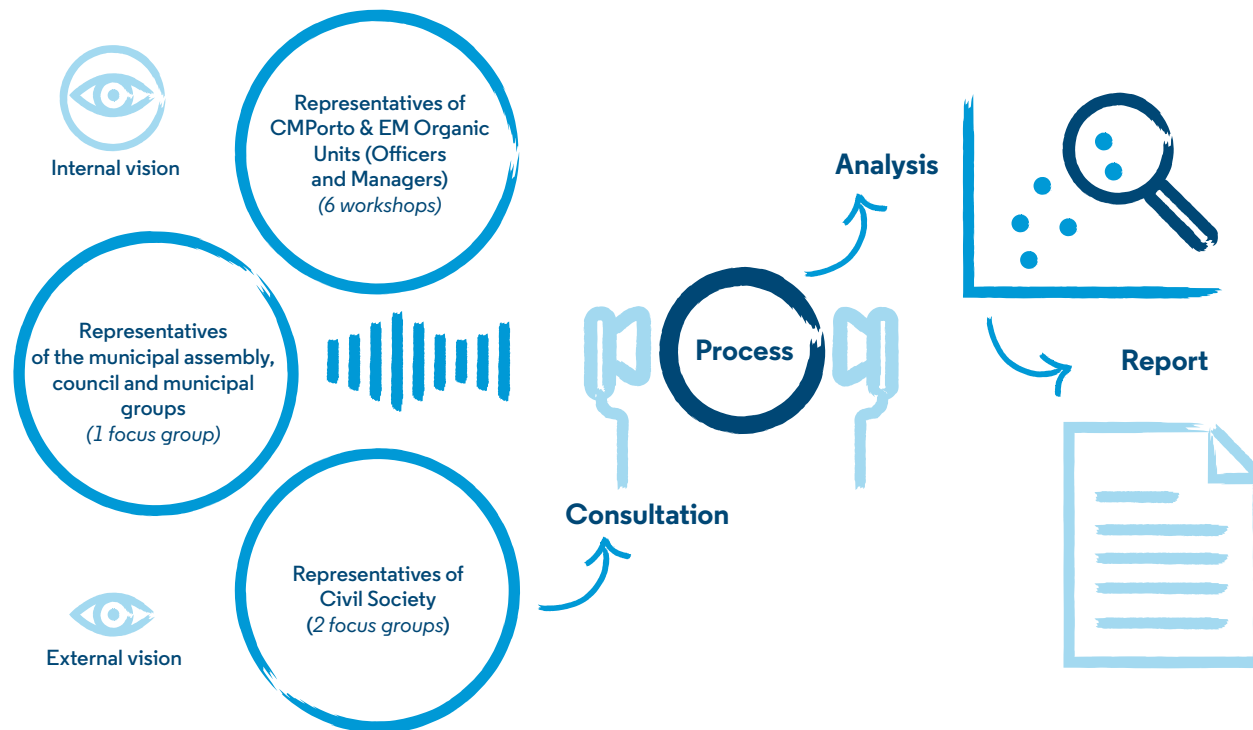 Internal vision
Representatives of
CMPorto & EM Organic
Units (Officers
and Managers)
(6 workshops)
Representatives
of the municipal assembly,
council and municipal
groups
(1 focus group)
Representatives of
Civil Society
(2 focus groups)
External vision
Consultation
Process
Analysis
Report